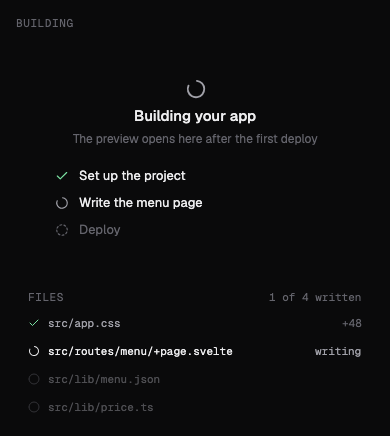 BUILDING
Building your app
The preview opens here after the first deploy
Set up the project
Write the menu page
Deploy
FILES 1 of 4 written
src/app.css +48
src/routes/menu/+page.svelte writing
src/lib/menu.json
src/lib/price.ts